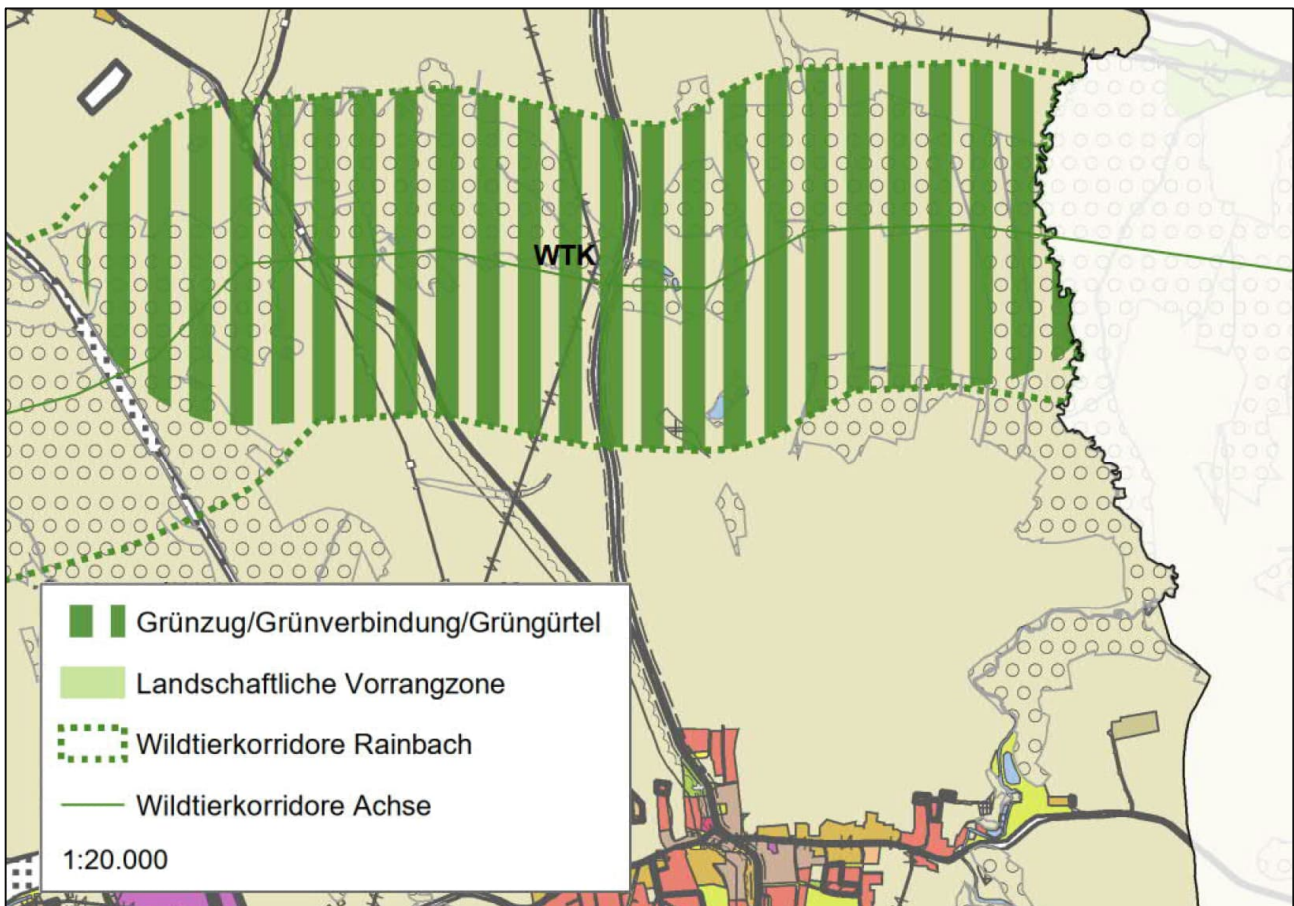 WTK
Grünzug/Grünverbindung/Grüngürtel
Landschaftliche Vorrangzone
Wildtierkorridore Rainbach
Wildtierkorridore Achse
1:20.000